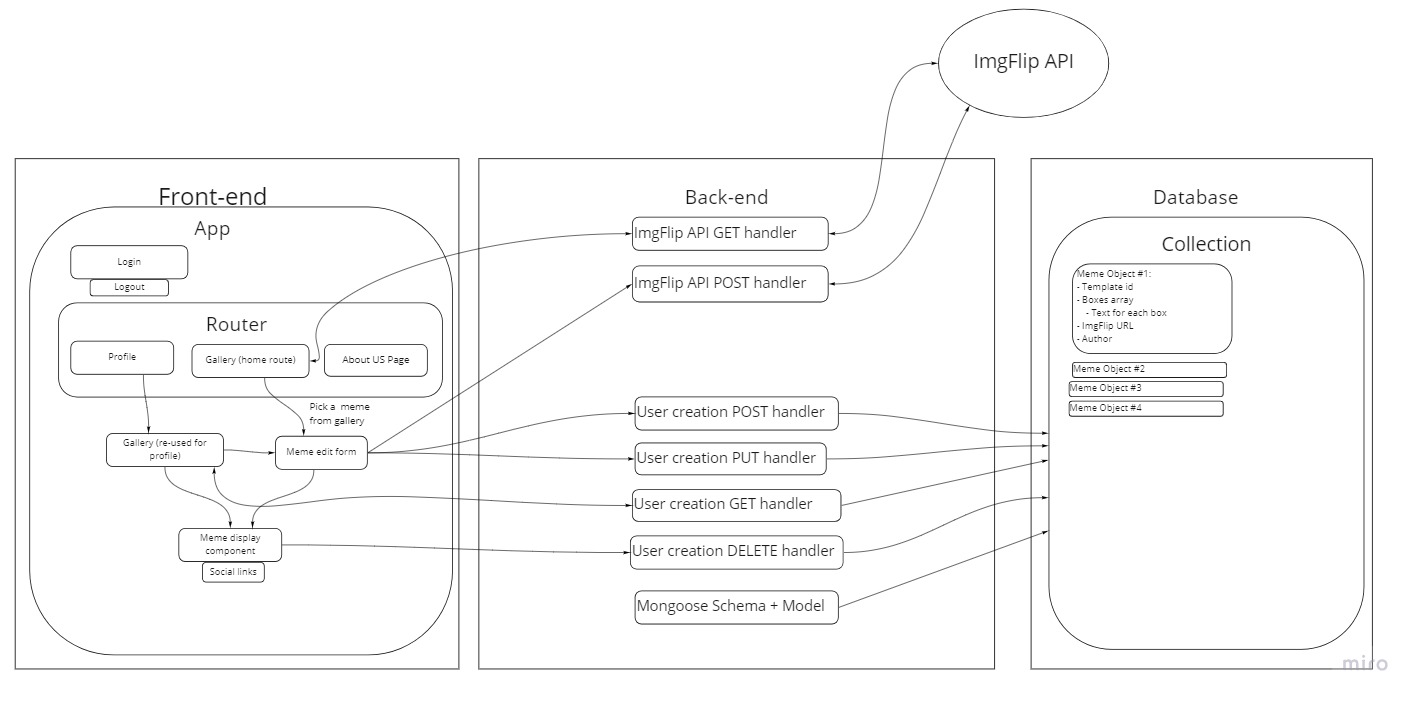 ImgFlip API
Front-end
App
Login
Logout
Router
Profile
Gallery (home route)
About US Page
Pick a meme
from gallery
Gallery (re-used for
profile)
Meme edit form
Meme display
component
Social links
Back-end
ImgFlip API GET handler
ImgFlip API POST handler
User creation POST handler
User creation PUT handler
User creation GET handler
User creation DELETE handler
Mongoose Schema + Model
Database
Collection
Meme Object #1:
- Template id
- Boxes array
- Text for each box
- ImgFlip URL
- Author
Meme Object #2
Meme Object #3
Meme Object #4
miro